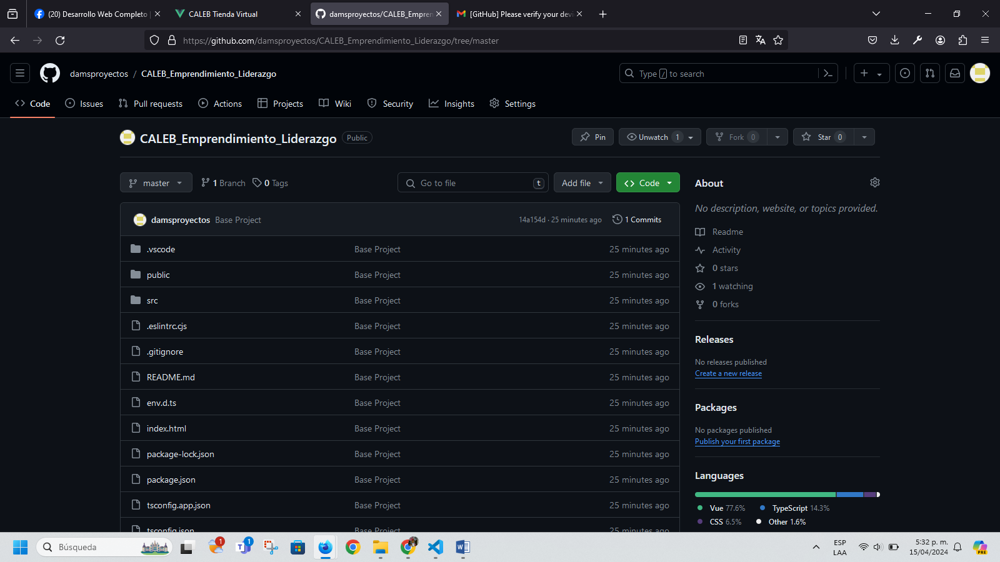 (20) Desarrollo Web Completo |
CALEB Tienda Virtual
damsproyectos/CALEB_Empren
[GitHub] Please verify your devi
https://github.com/damsproyectos/CALEB_Emprendimiento_Liderazgo/tree/master
damsproyectos / CALEB_Emprendimiento_Liderazgo
Type / to search
Code
Issues
Pull requests
Actions
Projects
Wiki
Security
Insights
Settings
CALEB_Emprendimiento_Liderazgo
Public
Pin
Unwatch 1
Fork 0
Star 0
master
1 Branch
0 Tags
Go to file
t
Add file
Code
damsproyectos Base Project
14a154d · 25 minutes ago
1 Commits
.vscode Base Project 25 minutes ago
public Base Project 25 minutes ago
src Base Project 25 minutes ago
.eslintrc.cjs Base Project 25 minutes ago
.gitignore Base Project 25 minutes ago
README.md Base Project 25 minutes ago
env.d.ts Base Project 25 minutes ago
index.html Base Project 25 minutes ago
package-lock.json Base Project 25 minutes ago
package.json Base Project 25 minutes ago
tsconfig.app.json Base Project 25 minutes ago
tsconfig.json Base Project 25 minutes ago
About
No description, website, or topics provided.
Readme
Activity
0 stars
1 watching
0 forks
Releases
No releases published
Create a new release
Packages
No packages published
Publish your first package
Languages
Vue 77.6%
TypeScript 14.3%
CSS 6.5%
Other 1.6%
Búsqueda
1
1
ESP
LAA
5:32 p. m.
15/04/2024
PRE